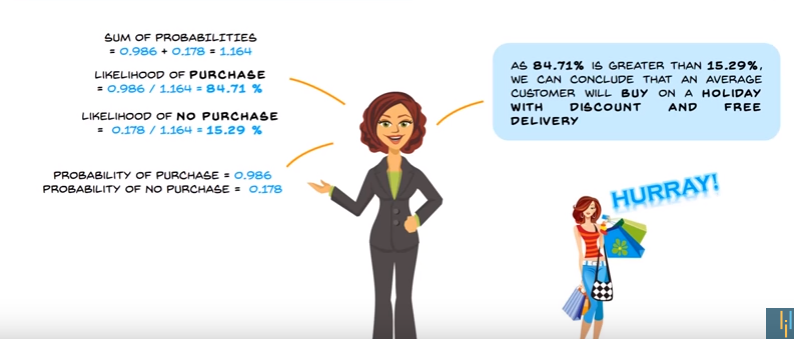 SUM OF PROBABILITIES
= 0.986 + 0.178 = 1.164
LIKELIHOOD OF PURCHASE
= 0.986 / 1.164 = 84.71 %
LIKELIHOOD OF NO PURCHASE
= 0.178 / 1.164 = 15.29 %
PROBABILITY OF PURCHASE = 0.986
PROBABILITY OF NO PURCHASE = 0.178
AS 84.71% IS GREATER THAN 15.29%,
WE CAN CONCLUDE THAT AN AVERAGE
CUSTOMER WILL BUY ON A HOLIDAY
WITH DISCOUNT AND FREE
DELIVERY
HURRAY!